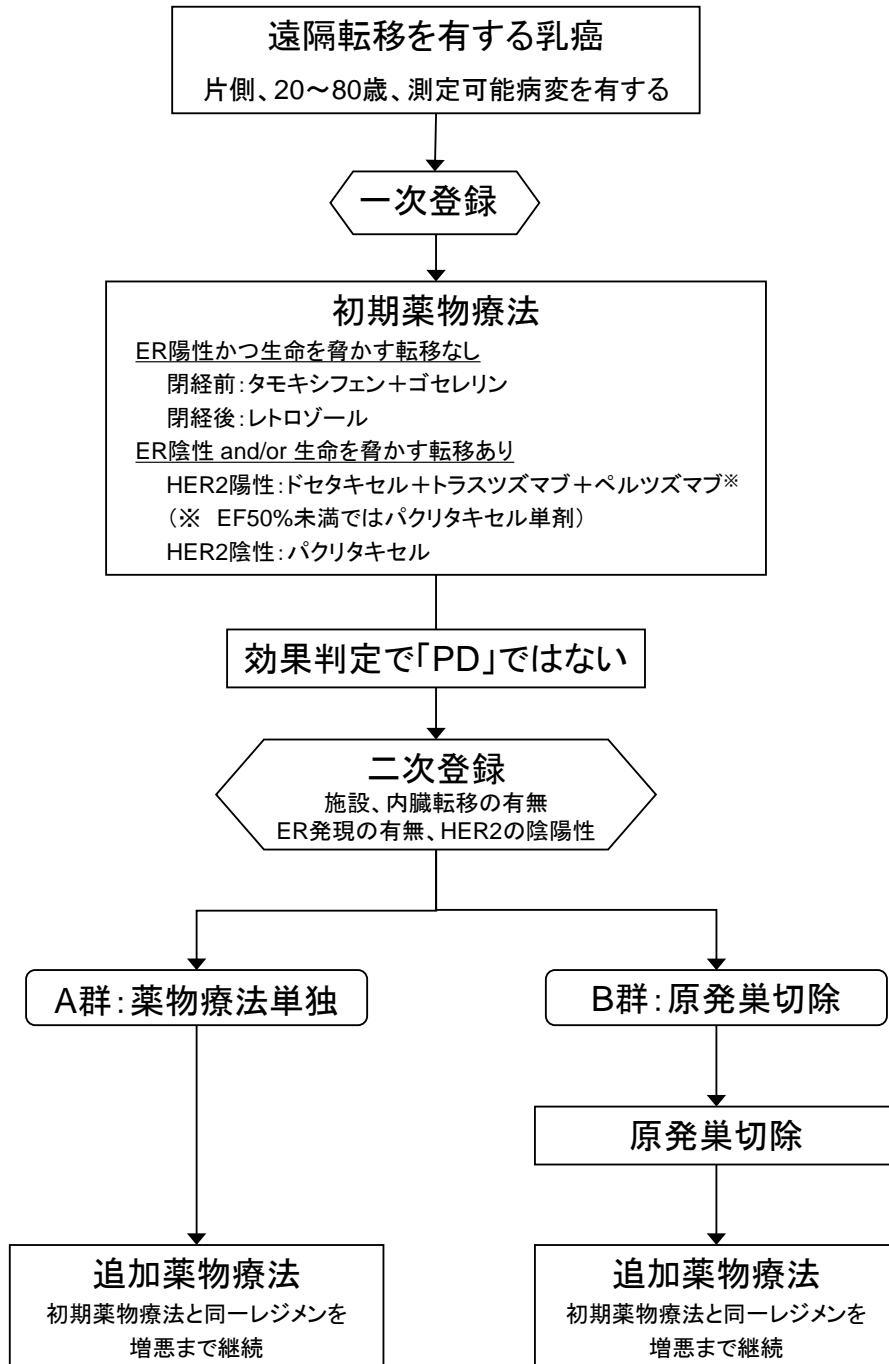 遠隔転移を有する乳癌
片側、20～80歳、測定可能病変を有する
一次登録
初期薬物療法
ER陽性かつ生命を脅かす転移なし
閉経前:タモキシフェン＋ゴセレリン
閉経後:レトロゾール
ER陰性 and/or 生命を脅かす転移あり
HER2陽性:ドセタキセル＋トラスツズマブ＋ペルツズマブ※
(※ EF50%未満ではパクリタキセル単剤)
HER2陰性:パクリタキセル
効果判定で「PD」ではない
二次登録
施設、内臓転移の有無
ER発現の有無、HER2の陰陽性
A群:薬物療法単独
B群:原発巣切除
原発巣切除
追加薬物療法
初期薬物療法と同一レジメンを
増悪まで継続
追加薬物療法
初期薬物療法と同一レジメンを
増悪まで継続